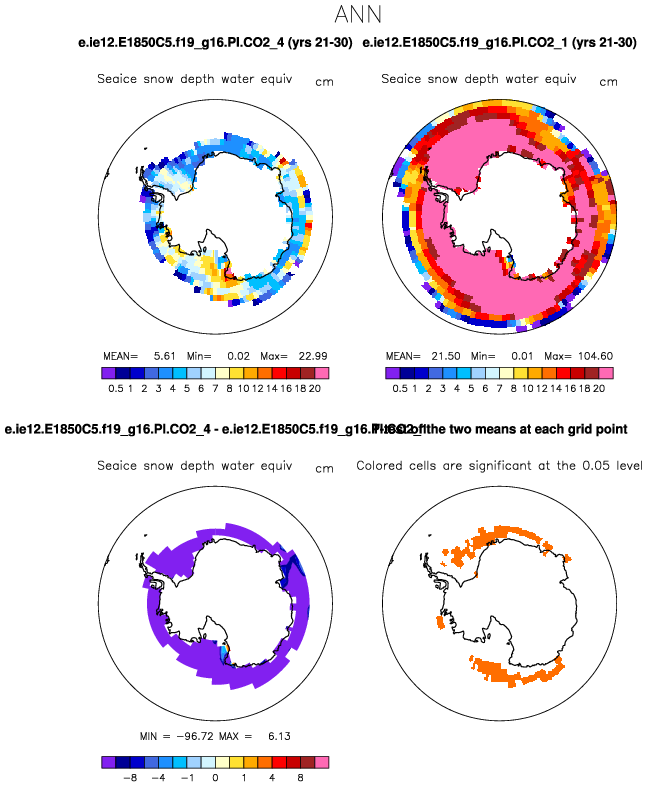 ANN
e.ie12.E1850C5.f19_g16.PI.CO2_4 (yrs 21-30) e.ie12.E1850C5.f19_g16.PI.CO2_1 (yrs 21-30)
Seaice snow depth water equiv cm Seaice snow depth water equiv cm
MEAN= 5.61 Min= 0.02 Max= 22.99 MEAN= 21.50 Min= 0.01 Max= 104.60
0.5 1 2 3 4 5 6 7 8 10 12 14 16 18 20 0.5 1 2 3 4 5 6 7 8 10 12 14 16 18 20
e.ie12.E1850C5.f19_g16.PI.CO2_4 - e.ie12.E1850C5.f19_g16.PI.CO2_ of the two means at each grid point
Seaice snow depth water equiv cm Colored cells are significant at the 0.05 level
MIN = -96.72 MAX = 6.13
-8 -4 -1 0 1 4 8